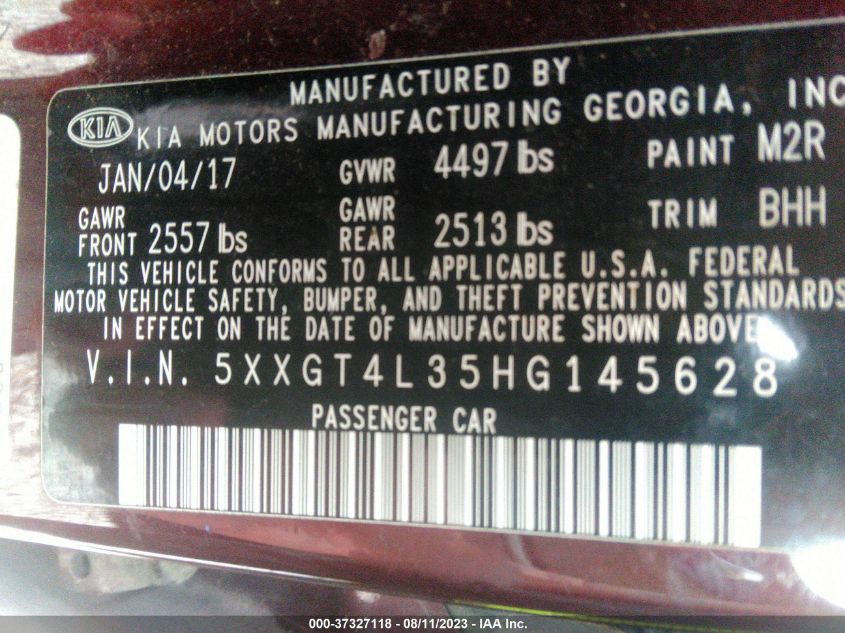 MANUFACTURED BY
KIA KIA MOTORS MANUFACTURING GEORGIA, INC
JAN/04/17 GVWR 4497 lbs PAINT M2R
GAWR FRONT 2557 lbs GAWR REAR 2513 lbs TRIM BHH
THIS VEHICLE CONFORMS TO ALL APPLICABLE U.S.A. FEDERAL
MOTOR VEHICLE SAFETY, BUMPER, AND THEFT PREVENTION STANDARDS
IN EFFECT ON THE DATE OF MANUFACTURE SHOWN ABOVE
V.I.N. 5XXGT4L35HG145628
PASSENGER CAR
000-37327118 - 08/11/2023 - IAA Inc.